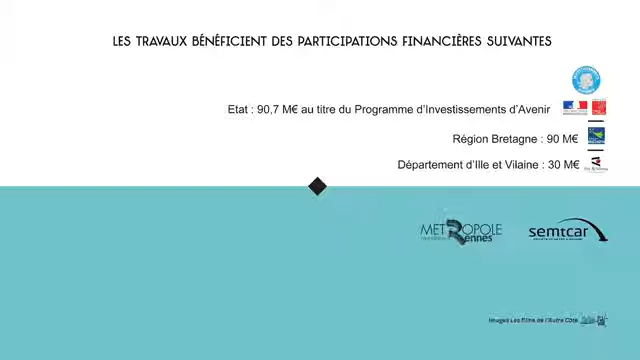 LES TRAVAUX BÉNÉFICIENT DES PARTICIPATIONS FINANCIÈRES SUIVANTES
Etat : 90,7 M€ au titre du Programme d'Investissements d'Avenir
Région Bretagne : 90 M€
Département d'Ille et Vilaine : 30 M€
METROPOLE
Rennes
semtcar
Images Les Films de l'Autre Côté